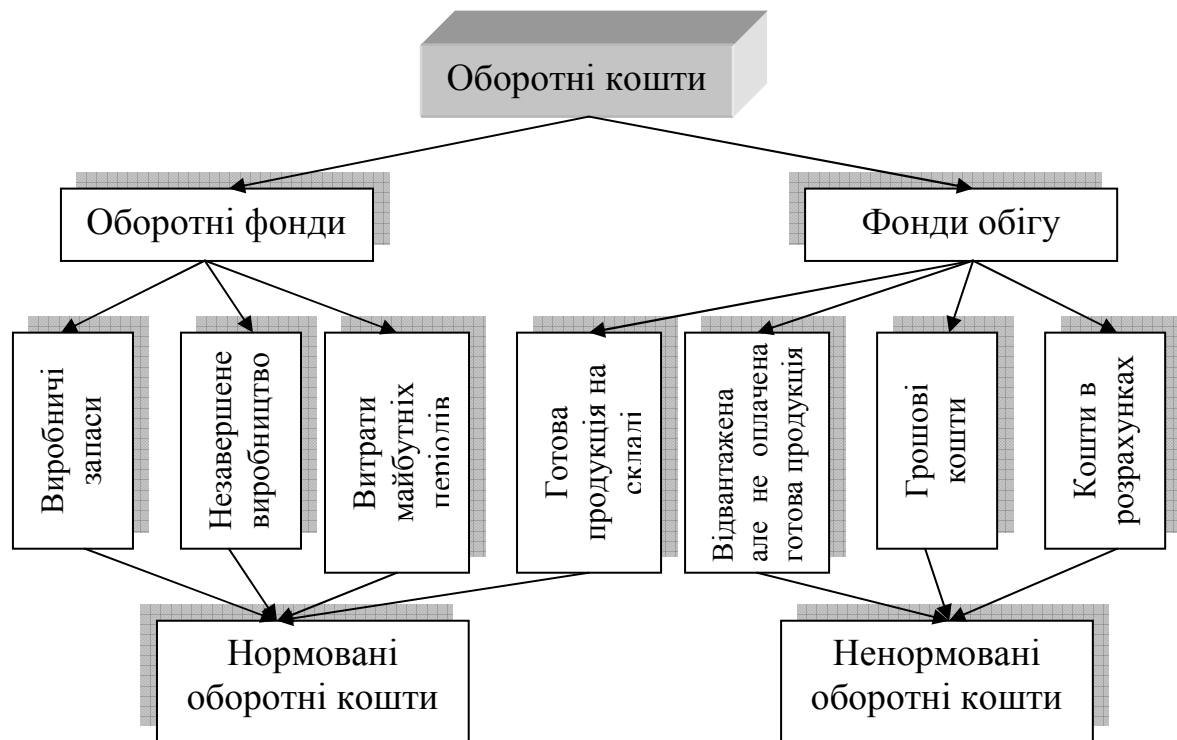 Оборотні кошти
Оборотні фонди
Фонди обігу
Виробничі
запаси
Незавершене
виробництво
Витрати
майбутніх
періодів
Готова
продукція на
складі
Відвантажена
але не оплачена
готова продукція
Грошові
кошти
Кошти в
розрахунках
Нормовані
оборотні кошти
Ненормовані
оборотні кошти